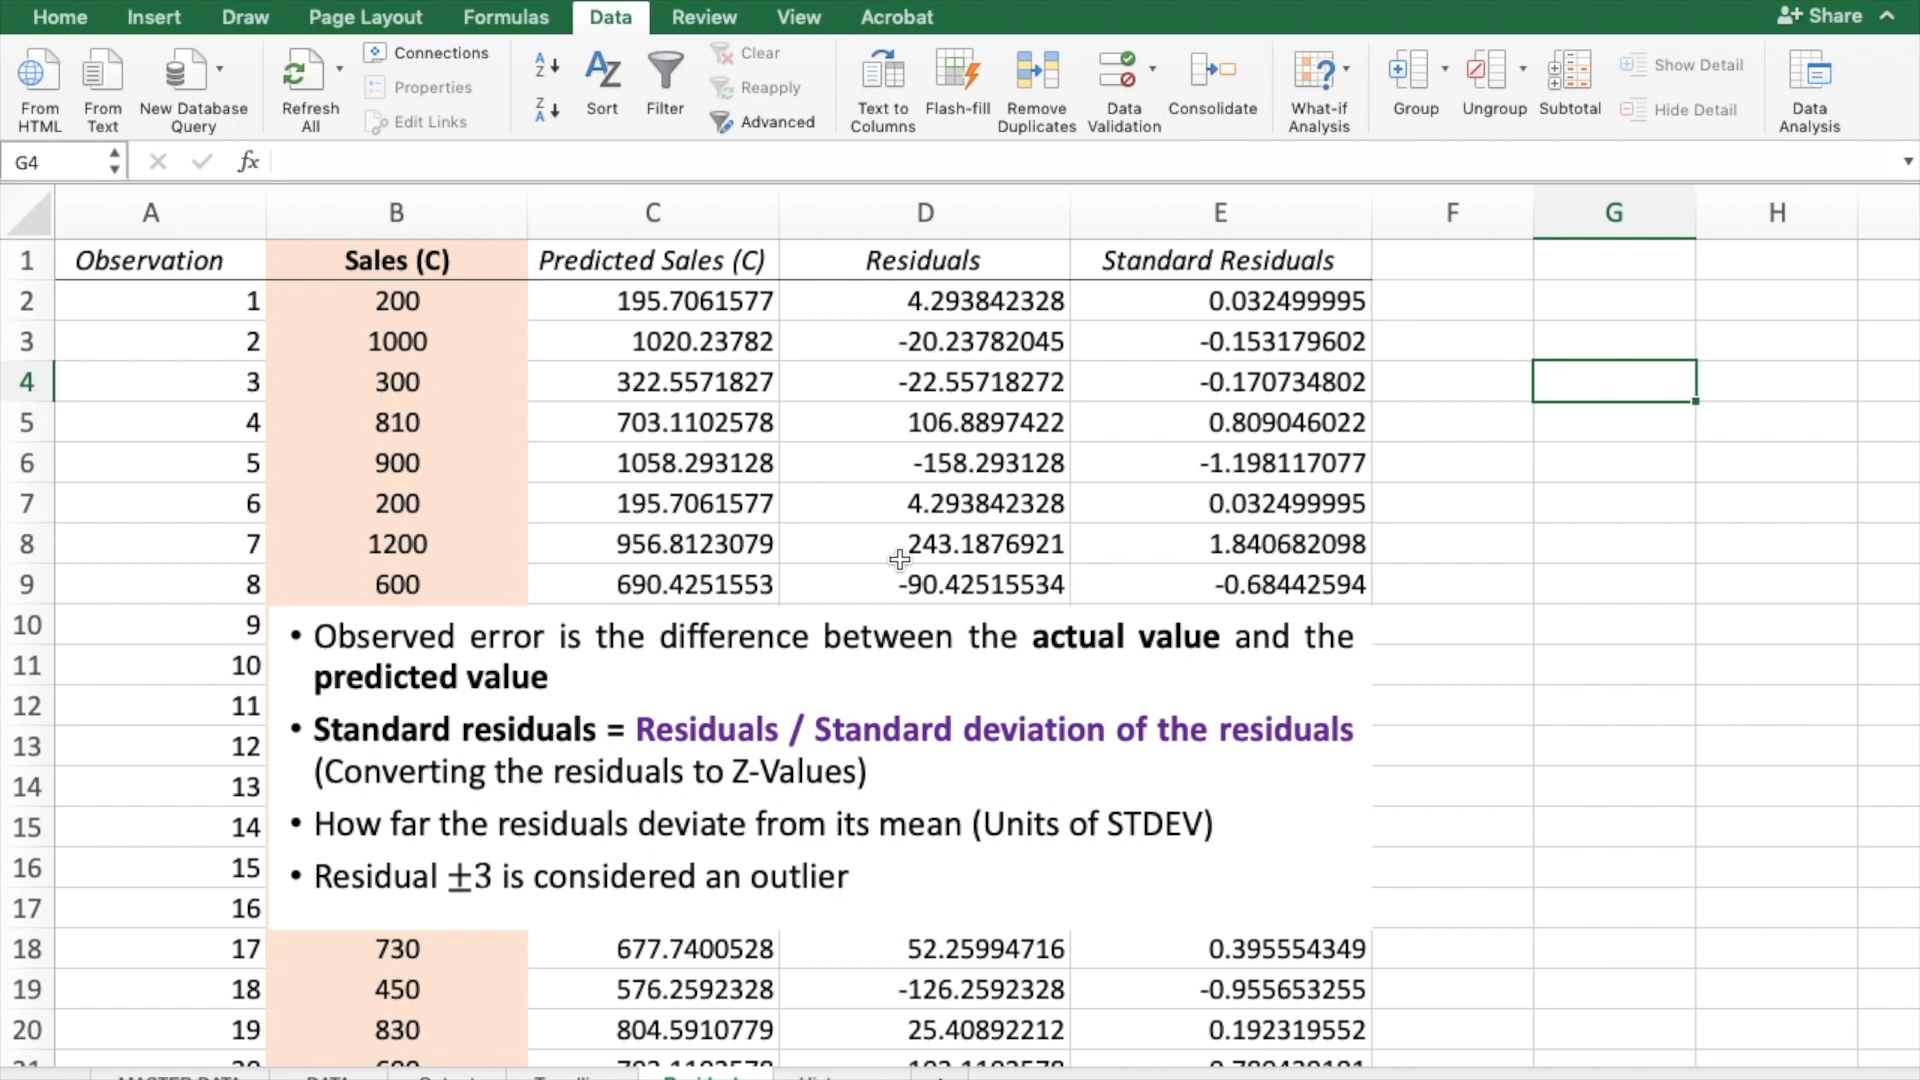 Home Insert Draw Page Layout Formulas Data Review View Acrobat Share
From HTML From Text New Database Query Refresh All Connections Properties Edit Links Sort Filter Clear Reapply Advanced Text to Columns Flash-fill Remove Duplicates Data Validation Consolidate What-if Analysis Group Ungroup Subtotal Show Detail Hide Detail Data Analysis
G4 fx
A B C D E F G H
1 Observation Sales (C) Predicted Sales (C) Residuals Standard Residuals
2 1 200 195.7061577 4.293842328 0.032499995
3 2 1000 1020.23782 -20.23782045 -0.153179602
4 3 300 322.5571827 -22.55718272 -0.170734802
5 4 810 703.1102578 106.8897422 0.809046022
6 5 900 1058.293128 -158.293128 -1.198117077
7 6 200 195.7061577 4.293842328 0.032499995
8 7 1200 956.8123079 243.1876921 1.840682098
9 8 600 690.4251553 -90.42515534 -0.68442594
10 9
11 10
12 11
13 12
14 13
15 14
16 15
17 16
• Observed error is the difference between the actual value and the
predicted value
• Standard residuals = Residuals / Standard deviation of the residuals
(Converting the residuals to Z-Values)
• How far the residuals deviate from its mean (Units of STDEV)
• Residual ±3 is considered an outlier
18 17 730 677.7400528 52.25994716 0.395554349
19 18 450 576.2592328 -126.2592328 -0.955653255
20 19 830 804.5910779 25.40892212 0.192319552